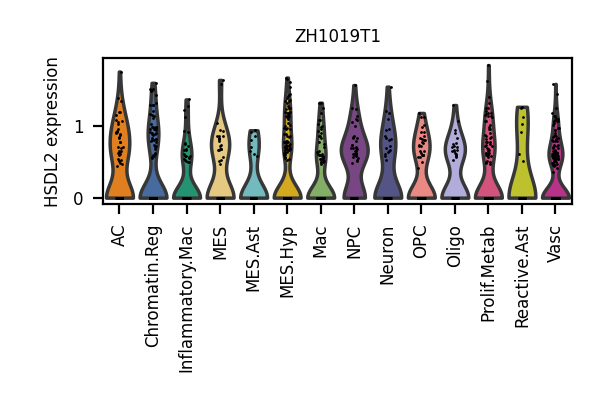 ZH1019T1
HSDL2 expression
1
0
AC
Chromatin.Reg
Inflammatory.Mac
MES
MES.Ast
MES.Hyp
Mac
NPC
Neuron
OPC
Oligo
Prolif.Metab
Reactive.Ast
Vasc